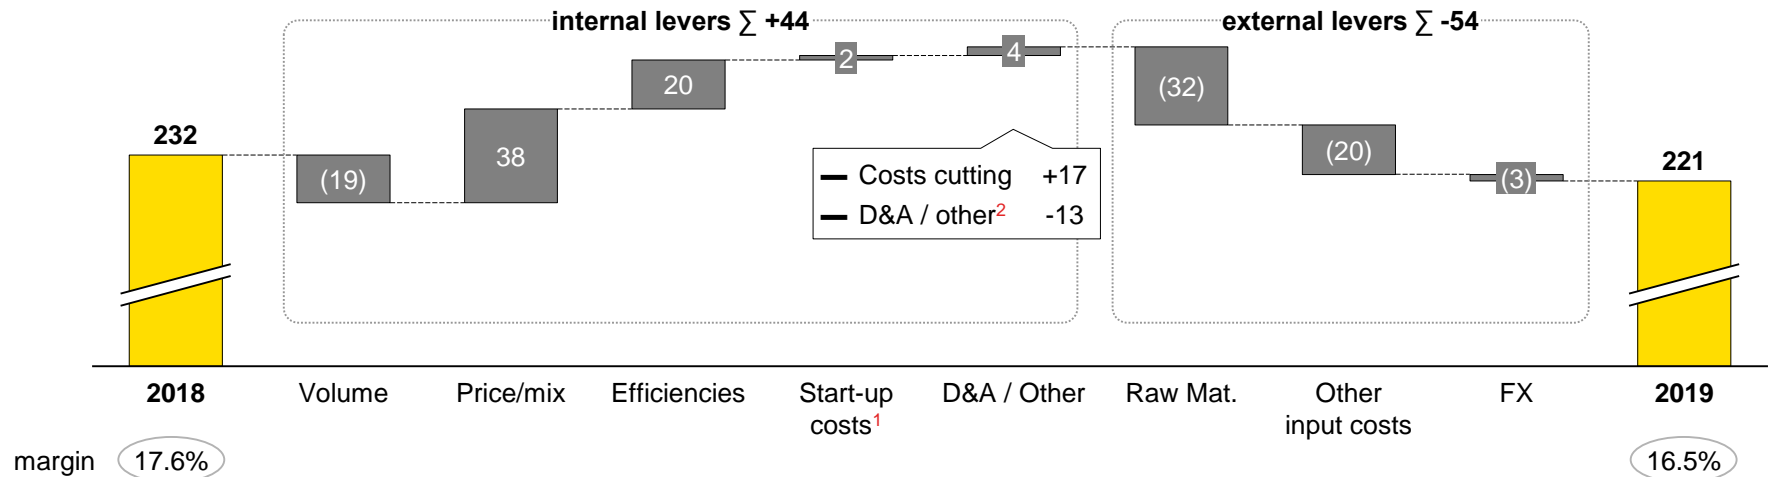 internal levers ∑ +44
external levers ∑ -54
232
(19)
38
20
2
4
(32)
(20)
(3)
221
Costs cutting +17
D&A / other2 -13
2018
Volume
Price/mix
Efficiencies
Start-up
costs1
D&A / Other
Raw Mat.
Other
input costs
FX
2019
margin
17.6%
16.5%